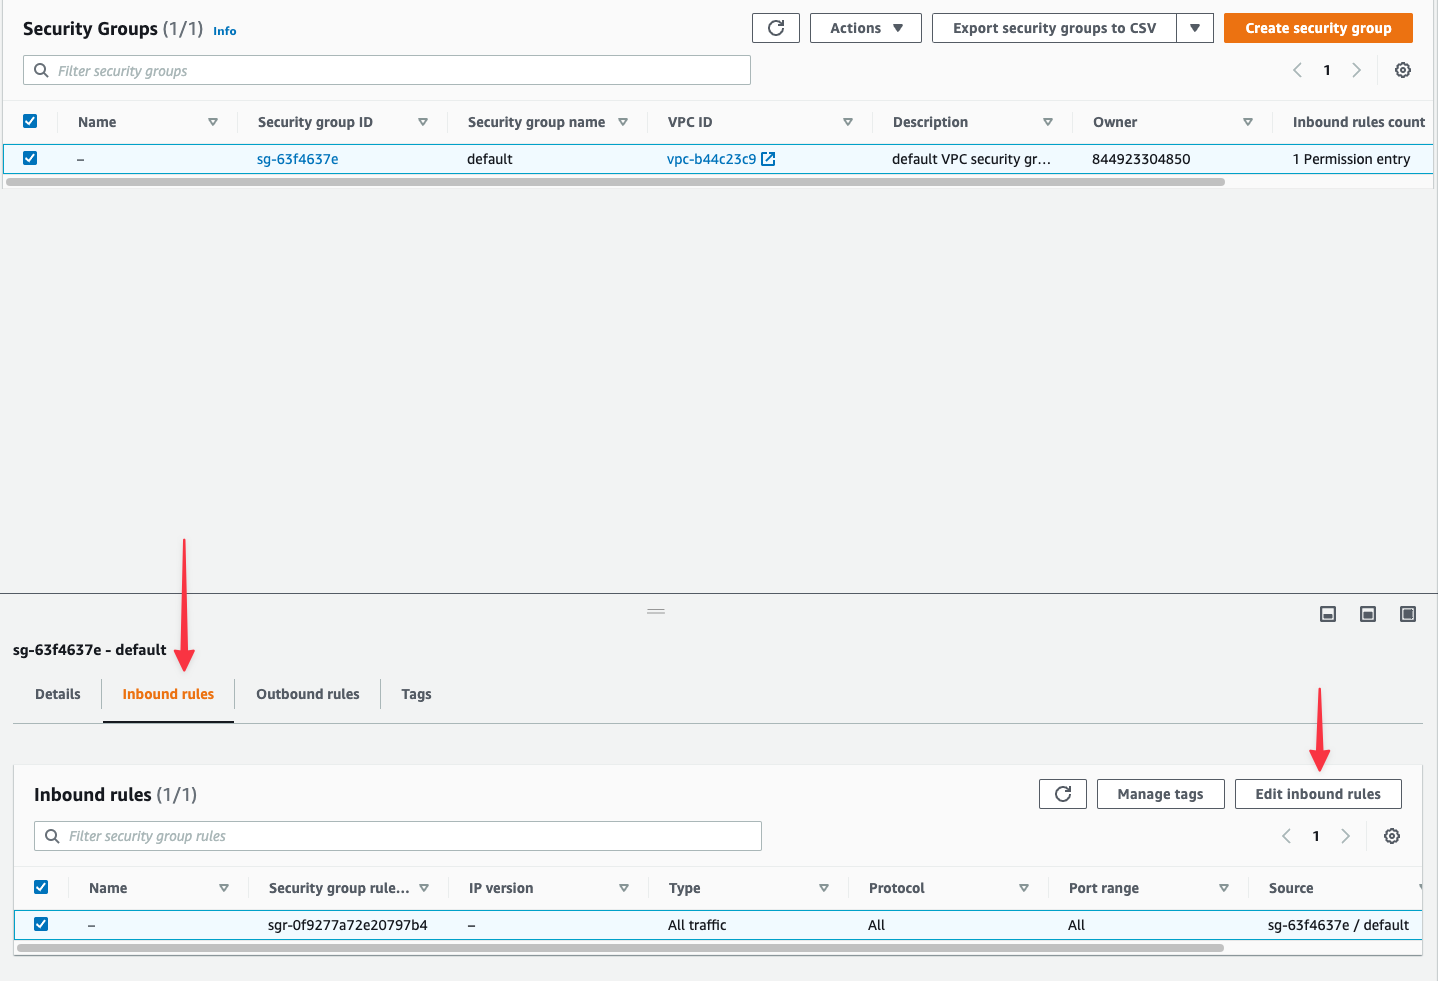 Security Groups (1/1) Info
Actions
Export security groups to CSV
Create security group
Filter security groups
1
Name Security group ID Security group name VPC ID Description Owner Inbound rules count
– sg-63f4637e default vpc-b44c23c9 default VPC security gr... 844923304850 1 Permission entry
sg-63f4637e - default
Details Inbound rules Outbound rules Tags
Inbound rules (1/1)
Manage tags
Edit inbound rules
Filter security group rules
1
Name Security group rule... IP version Type Protocol Port range Source
– sgr-0f9277a72e20797b4 – All traffic All All sg-63f4637e / default